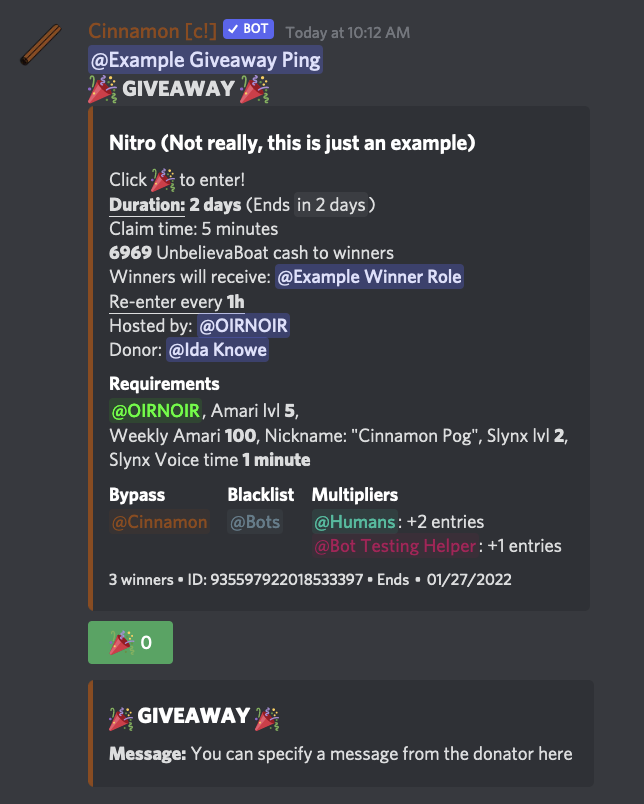 Cinnamon [c!] ✓ BOT Today at 10:12 AM
@Example Giveaway Ping
🎉 GIVEAWAY 🎉
Nitro (Not really, this is just an example)
Click 🎉 to enter!
Duration: 2 days (Ends in 2 days)
Claim time: 5 minutes
6969 UnbelievaBoat cash to winners
Winners will receive: @Example Winner Role
Re-enter every 1h
Hosted by: @OIRNOIR
Donor: @Ida Knowe
Requirements
@OIRNOIR, Amari lvl 5,
Weekly Amari 100, Nickname: "Cinnamon Pog", Slynx lvl 2,
Slynx Voice time 1 minute
Bypass Blacklist Multipliers
@Cinnamon @Bots @Humans: +2 entries
@Bot Testing Helper: +1 entries
3 winners • ID: 935597922018533397 • Ends • 01/27/2022
🎉 0
🎉 GIVEAWAY 🎉
Message: You can specify a message from the donator here